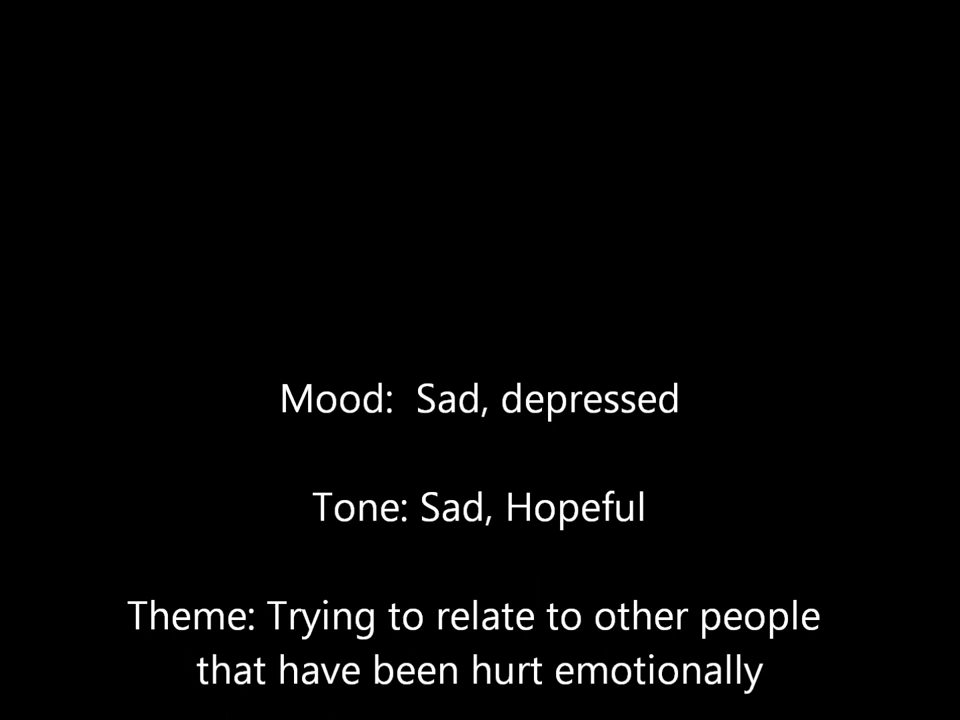 Mood:  Sad, depressed
Tone: Sad, Hopeful
Theme: Trying to relate to other people
that have been hurt emotionally